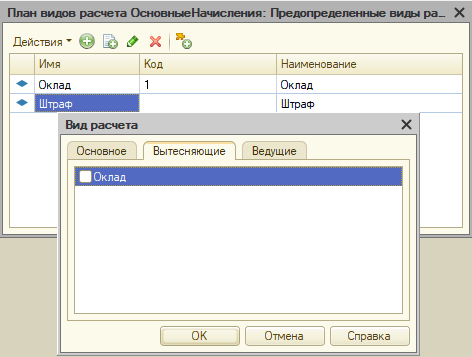 План видов расчета ОсновныеНачисления: Предопределенные виды ра...
Действия
Имя Код Наименование
Оклад 1 Оклад
Штраф Штраф
Вид расчета
Основное Вытесняющие Ведущие
Оклад
OK Отмена Справка